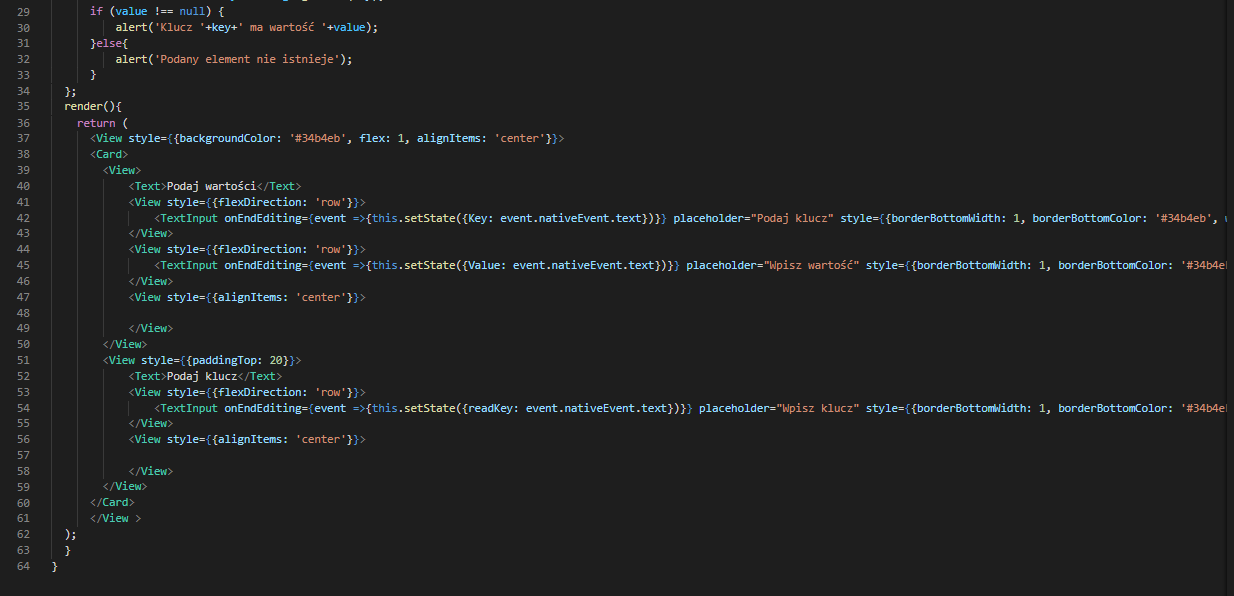 29 if (value !== null) {
30 alert('Klucz '+key+' ma wartość '+value);
31 }else{
32 alert('Podany element nie istnieje');
33 }
34 };
35 render(){
36 return (
37 <View style={{backgroundColor: '#34b4eb', flex: 1, alignItems: 'center'}}>
38 <Card>
39 <View>
40 <Text>Podaj wartości</Text>
41 <View style={{flexDirection: 'row'}}>
42 <TextInput onEndEditing={event =>{this.setState({Key: event.nativeEvent.text})}} placeholder="Podaj klucz" style={{borderBottomWidth: 1, borderBottomColor: '#34b4eb',
43 </View>
44 <View style={{flexDirection: 'row'}}>
45 <TextInput onEndEditing={event =>{this.setState({Value: event.nativeEvent.text})}} placeholder="Wpisz wartość" style={{borderBottomWidth: 1, borderBottomColor: '#34b4e
46 </View>
47 <View style={{alignItems: 'center'}}>
48
49 </View>
50 </View>
51 <View style={{paddingTop: 20}}>
52 <Text>Podaj klucz</Text>
53 <View style={{flexDirection: 'row'}}>
54 <TextInput onEndEditing={event =>{this.setState({readKey: event.nativeEvent.text})}} placeholder="Wpisz klucz" style={{borderBottomWidth: 1, borderBottomColor: '#34b4e
55 </View>
56 <View style={{alignItems: 'center'}}>
57
58 </View>
59 </View>
60 </Card>
61 </View >
62 );
63 }
64 }